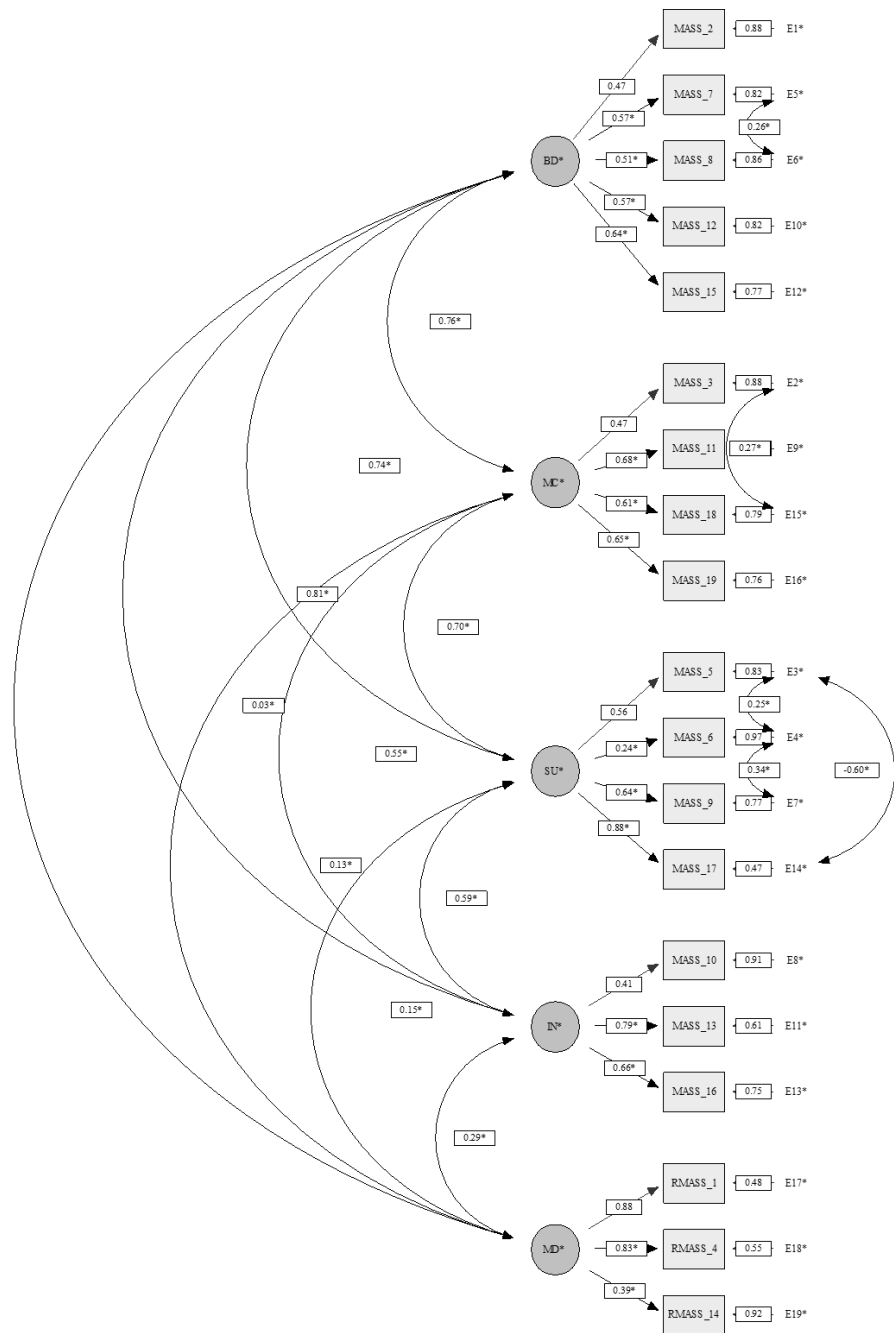 MASS_2 0.88 E1*
0.47
MASS_7 0.82 E5*
0.57* 0.26*
BD* 0.51* MASS_8 0.86 E6*
0.57*
MASS_12 0.82 E10*
0.64*
MASS_15 0.77 E12*
0.76*
MASS_3 0.88 E2*
0.47
MASS_11 0.27* E9*
0.74* 0.68*
MC* 0.61* MASS_18 0.79 E15*
0.65*
MASS_19 0.76 E16*
0.81*
0.70*
MASS_5 0.83 E3*
0.03* 0.56 0.25*
MASS_6 0.97 E4*
0.55* 0.24*
SU* 0.34* -0.60*
0.64* MASS_9 0.77 E7*
0.88*
0.13* MASS_17 0.47 E14*
0.59*
MASS_10 0.91 E8*
0.41
0.15* IN* 0.79* MASS_13 0.61 E11*
0.66*
MASS_16 0.75 E13*
0.29*
RMASS_1 0.48 E17*
0.88
MD* 0.83* RMASS_4 0.55 E18*
0.39*
RMASS_14 0.92 E19*